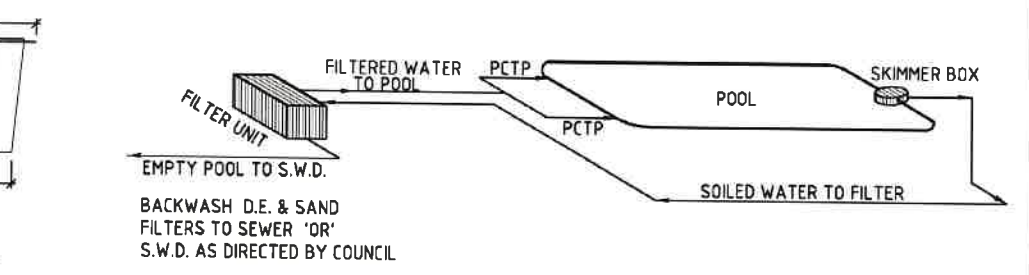 FILTERED WATER
TO POOL
PCTP
SKIMMER BOX
POOL
FILTER UNIT
PCTP
EMPTY POOL TO S.W.D.
SOILED WATER TO FILTER
BACKWASH D.E. & SAND
FILTERS TO SEWER 'OR'
S.W.D. AS DIRECTED BY COUNCIL